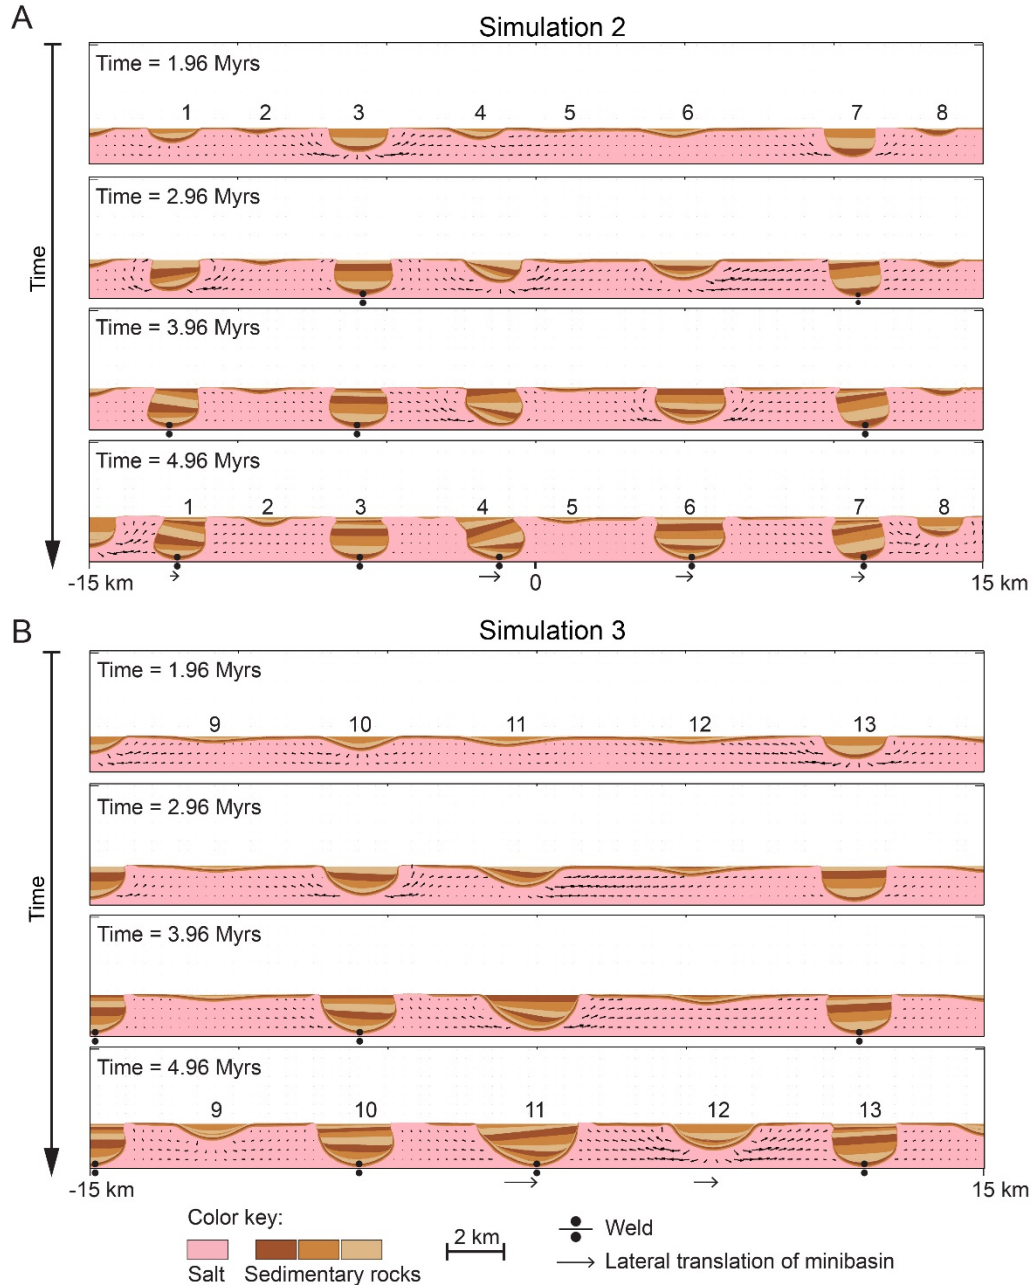 A
Simulation 2
Time
Time = 1.96 Myrs
1 2 3 4 5 6 7 8
Time = 2.96 Myrs
Time = 3.96 Myrs
Time = 4.96 Myrs
1 2 3 4 5 6 7 8
-15 km 0 15 km
B
Simulation 3
Time
Time = 1.96 Myrs
9 10 11 12 13
Time = 2.96 Myrs
Time = 3.96 Myrs
Time = 4.96 Myrs
9 10 11 12 13
-15 km 15 km
Color key:
Salt Sedimentary rocks
2 km
Weld
Lateral translation of minibasin